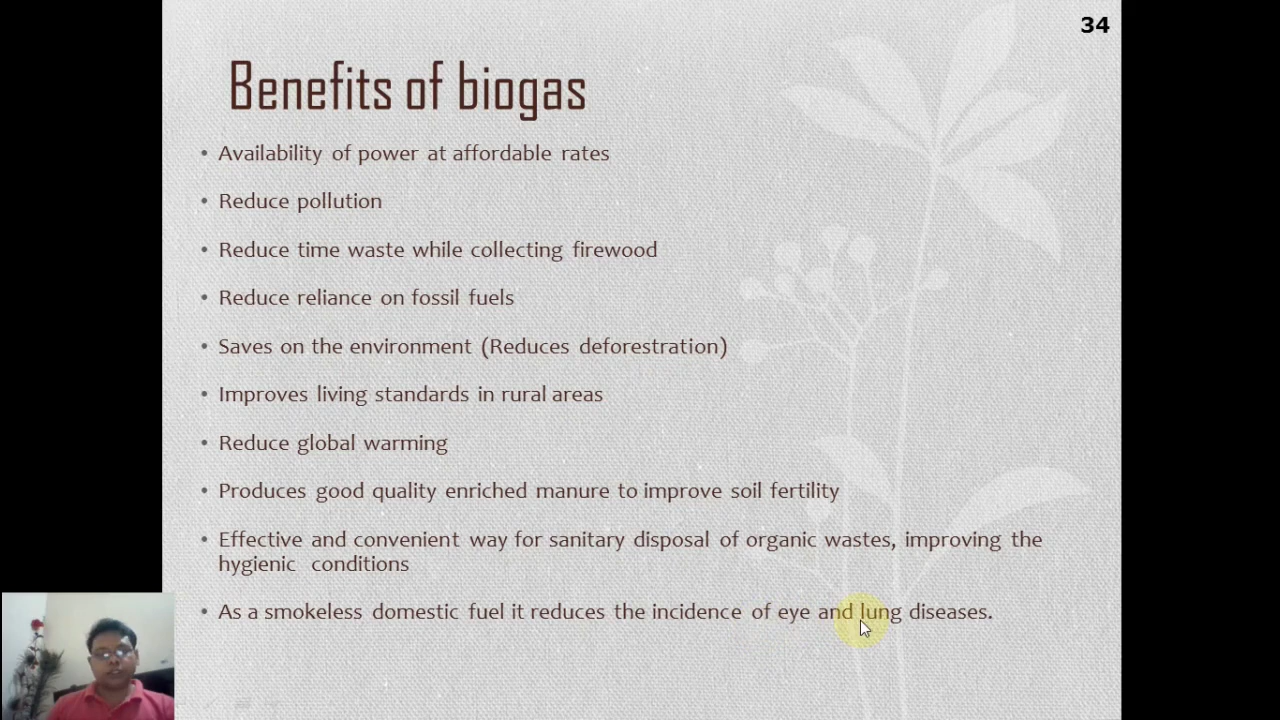 34
Benefits of biogas
• Availability of power at affordable rates
• Reduce pollution
• Reduce time waste while collecting firewood
• Reduce reliance on fossil fuels
• Saves on the environment (Reduces deforestration)
• Improves living standards in rural areas
• Reduce global warming
• Produces good quality enriched manure to improve soil fertility
• Effective and convenient way for sanitary disposal of organic wastes, improving the
hygienic conditions
• As a smokeless domestic fuel it reduces the incidence of eye and lung diseases.